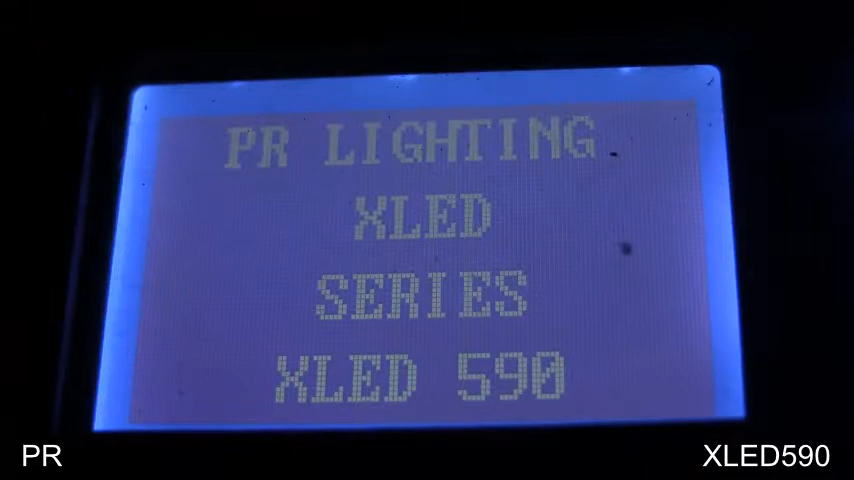 PR LIGHTING
XLED
SERIES
XLED 590
PR
XLED590